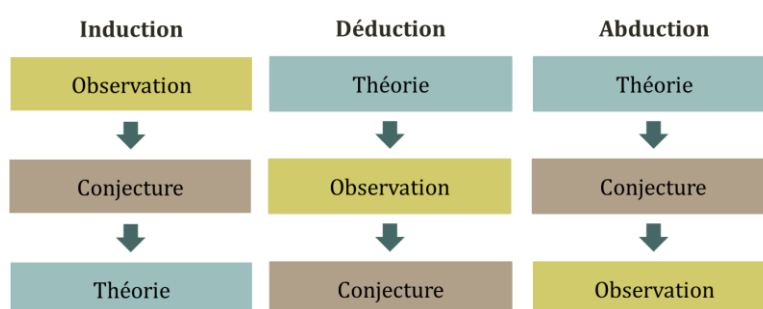 Induction
Déduction
Abduction
Observation
Théorie
Théorie
Conjecture
Observation
Conjecture
Théorie
Conjecture
Observation